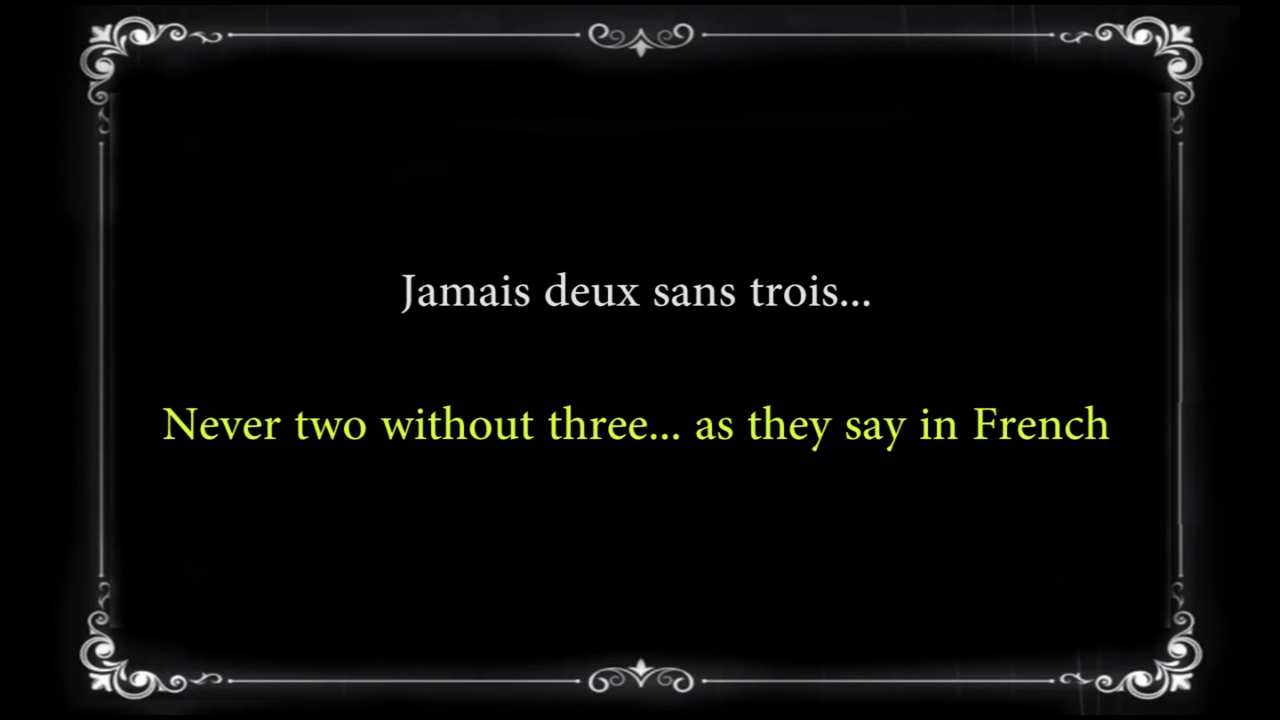 Jamais deux sans trois...
Never two without three... as they say in French